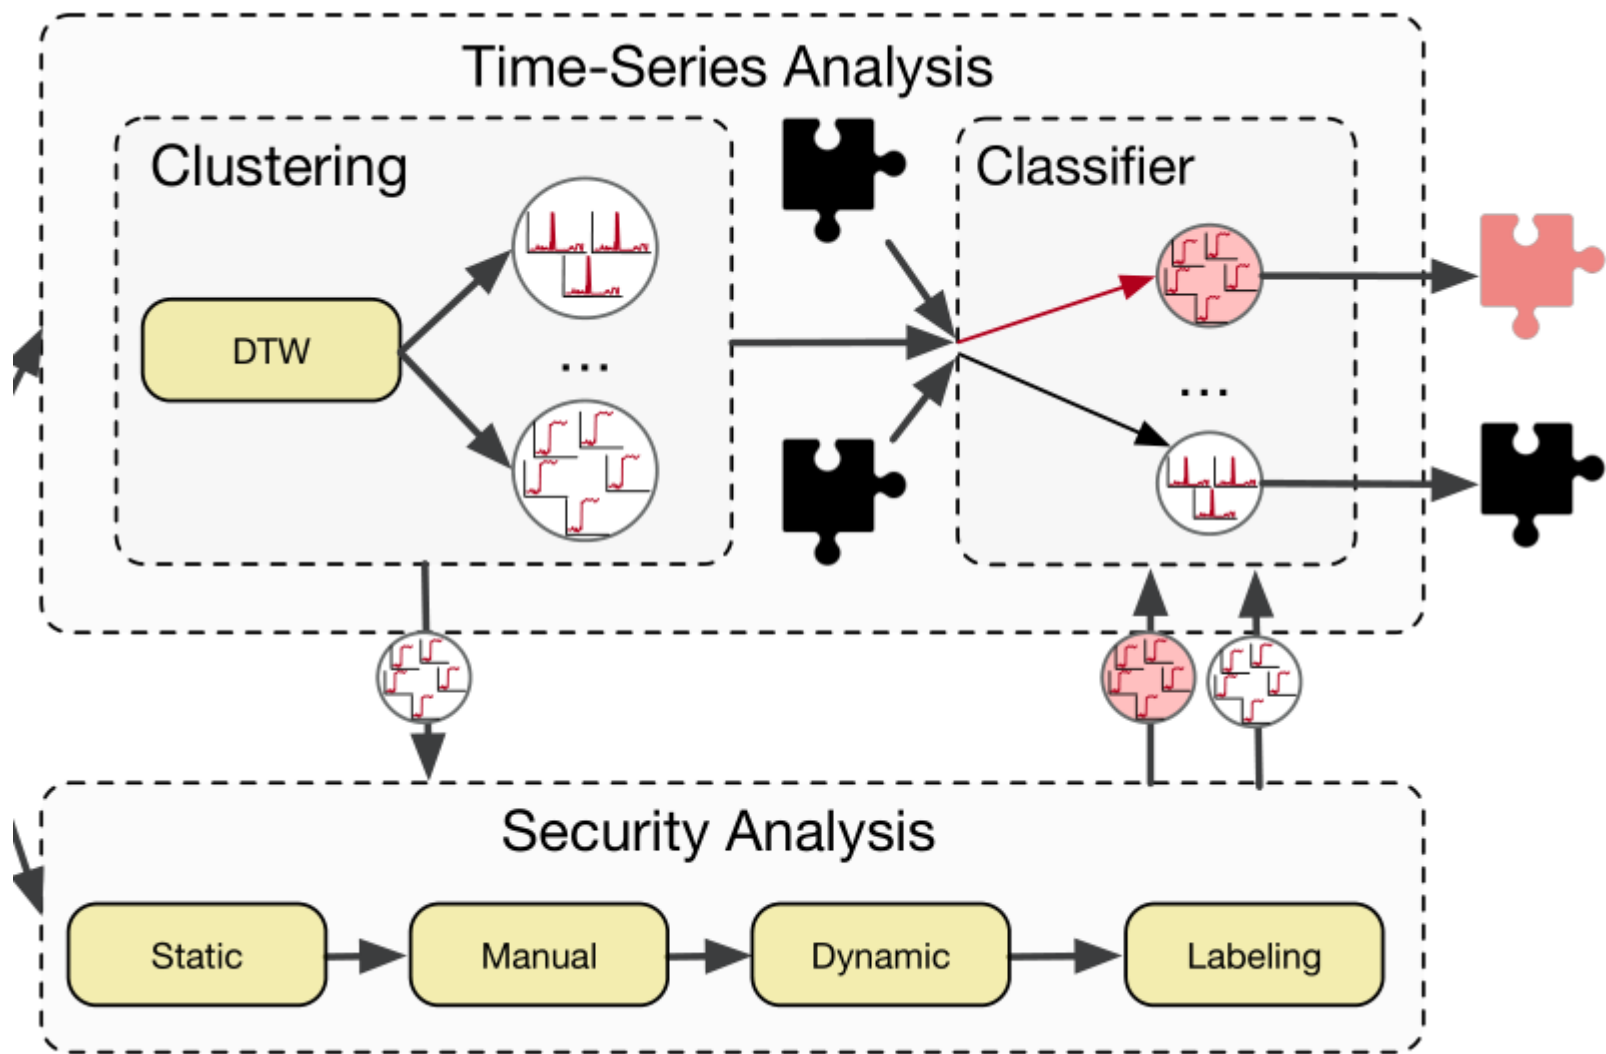 Time-Series Analysis
Clustering
Classifier
DTW
...
...
Security Analysis
Static
Manual
Dynamic
Labeling